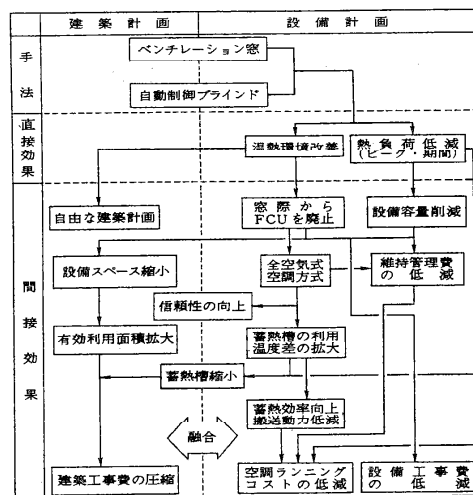 建築計画
設備計画
手法
ベンチレーション窓
自動制御ブラインド
直接効果
温熱環境改善
熱負荷低減
(ピーク・期間)
間接効果
自由な建築計画
窓際から
FCUを廃止
設備容量削減
設備スペース縮小
全空気式
空調方式
維持管理費
の低減
信頼性の向上
有効利用面積拡大
蓄熱槽の利用
温度差の拡大
蓄熱槽縮小
蓄熱効率向上
搬送動力低減
融合
建築工事費の圧縮
空調ランニング
コストの低減
設備工事費
の低減